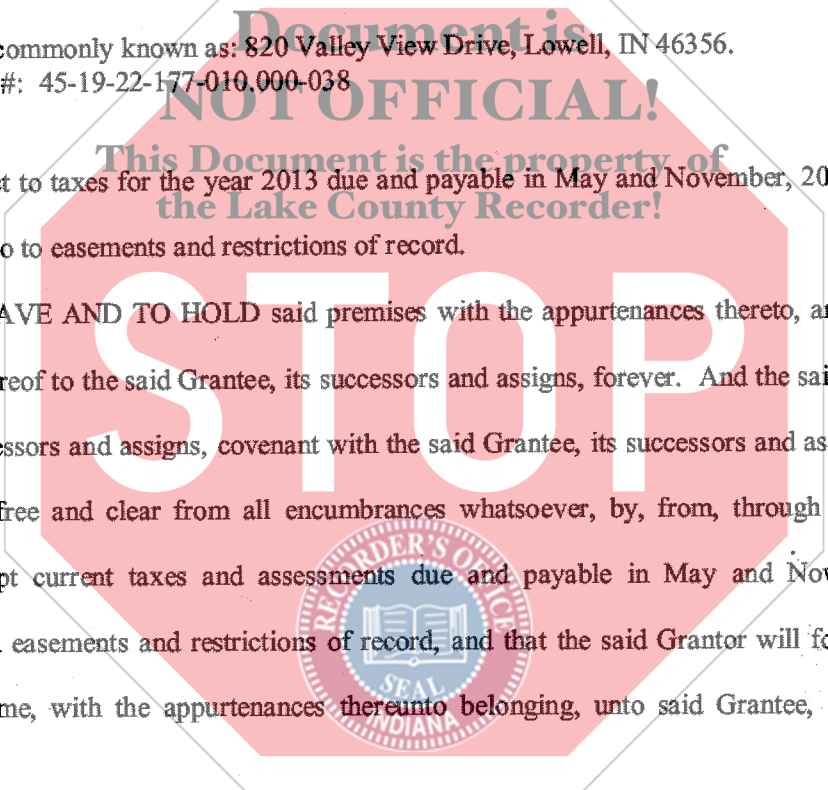 Document is
commonly known as: 820 Valley View Drive, Lowell, IN 46356.
#: 45-19-22-177-010.000-038
NOT OFFICIAL!
This Document is the property of
t to taxes for the year 2013 due and payable in May and November, 20
the Lake County Recorder!
o to easements and restrictions of record.
STOP
AVE AND TO HOLD said premises with the appurtenances thereto, a
reof to the said Grantee, its successors and assigns, forever. And the sai
essors and assigns, covenant with the said Grantee, its successors and as
free and clear from all encumbrances whatsoever, by, from, through
pt current taxes and assessments due and payable in May and Nov
easements and restrictions of record, and that the said Grantor will fo
me, with the appurtenances thereunto belonging, unto said Grantee,
RECORDER'S OFFICE
SEAL
INDIANA